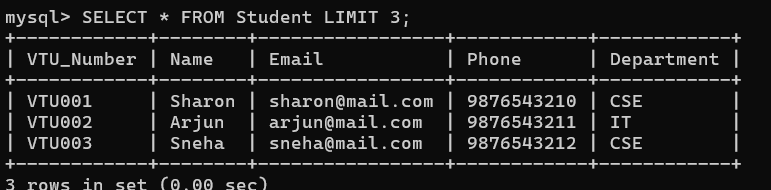 mysql> SELECT * FROM Student LIMIT 3;
+------------+--------+-----------------+------------+------------+
| VTU_Number | Name   | Email           | Phone      | Department |
+------------+--------+-----------------+------------+------------+
| VTU001     | Sharon | sharon@mail.com | 9876543210 | CSE        |
| VTU002     | Arjun  | arjun@mail.com  | 9876543211 | IT         |
| VTU003     | Sneha  | sneha@mail.com  | 9876543212 | CSE        |
+------------+--------+-----------------+------------+------------+
3 rows in set (0.00 sec)